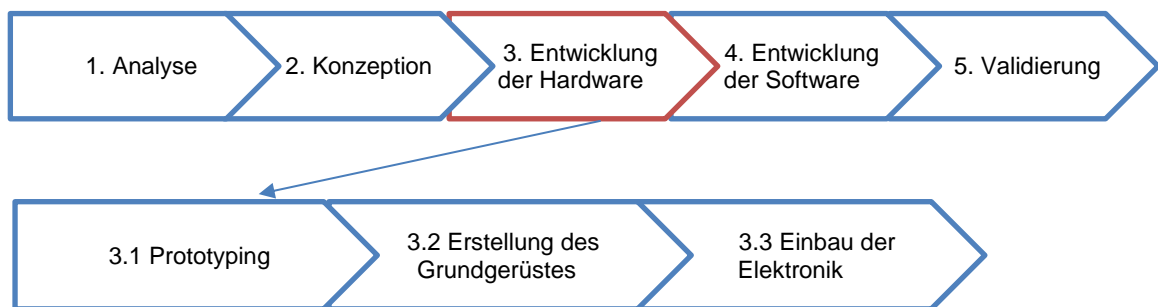 1. Analyse
2. Konzeption
3. Entwicklung
der Hardware
4. Entwicklung
der Software
5. Validierung
3.1 Prototyping
3.2 Erstellung des
Grundgerüstes
3.3 Einbau der
Elektronik